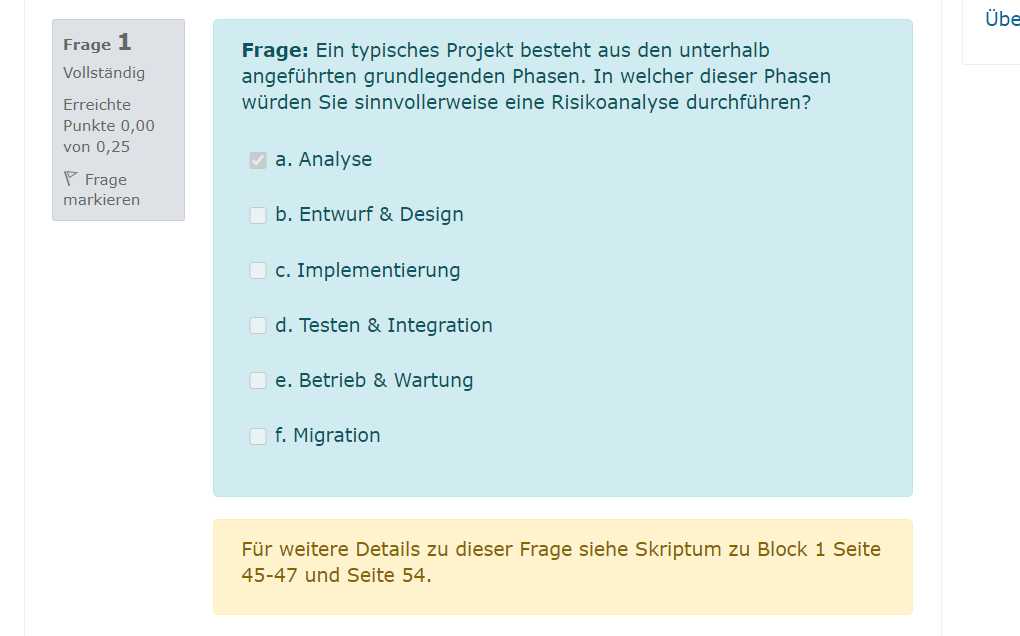 Frage 1
Vollständig
Erreichte
Punkte 0,00
von 0,25
Frage
markieren
Frage: Ein typisches Projekt besteht aus den unterhalb
angeführten grundlegenden Phasen. In welcher dieser Phasen
würden Sie sinnvollerweise eine Risikoanalyse durchführen?
a. Analyse
b. Entwurf & Design
c. Implementierung
d. Testen & Integration
e. Betrieb & Wartung
f. Migration
Für weitere Details zu dieser Frage siehe Skriptum zu Block 1 Seite
45-47 und Seite 54.
Übe